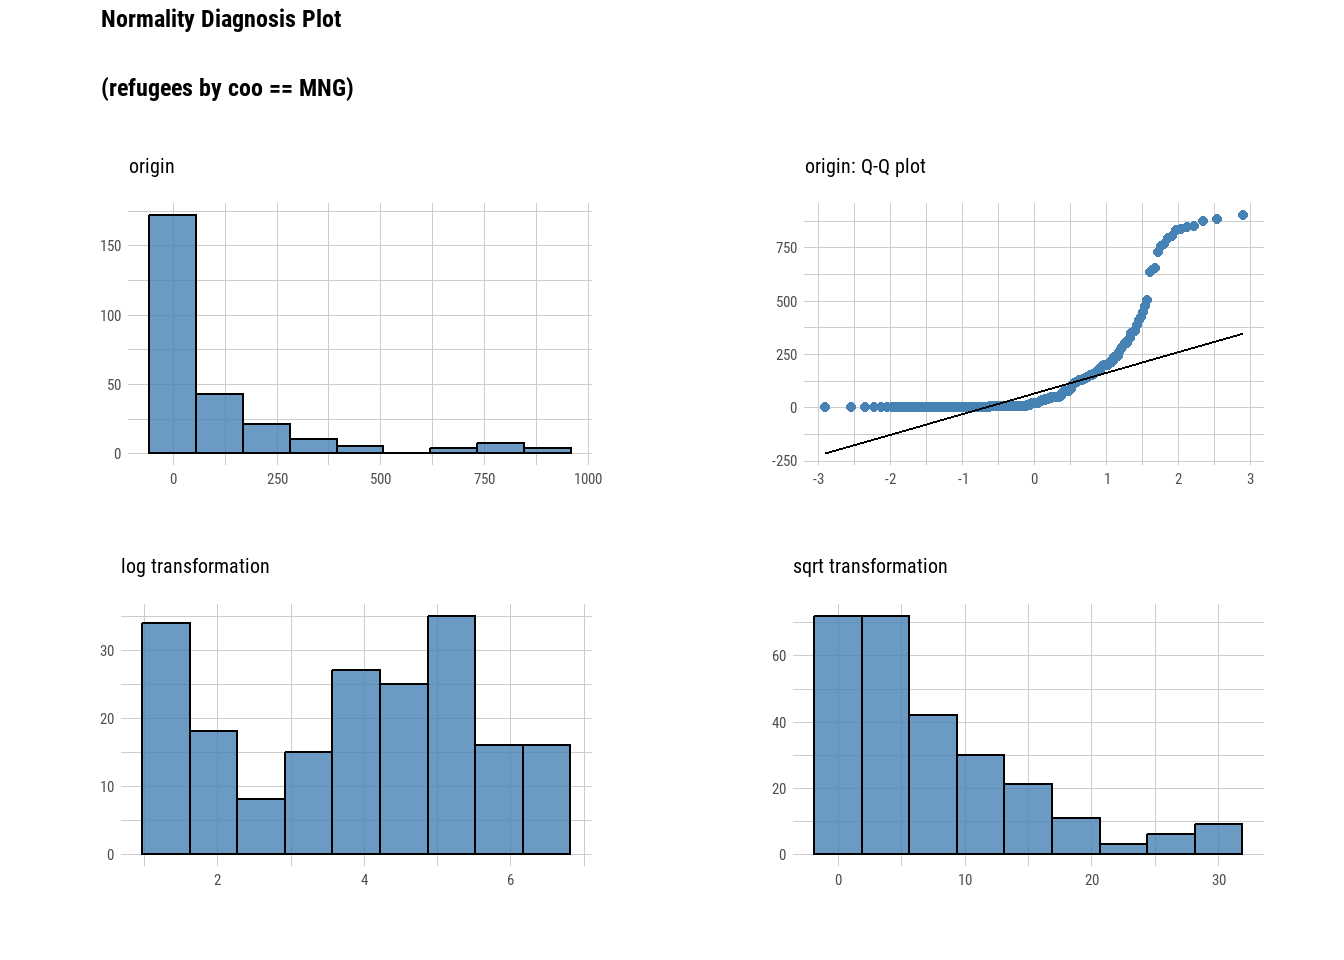 Normality Diagnosis Plot
(refugees by coo == MNG)
origin
150
100
50
0
0 250 500 750 1000
origin: Q-Q plot
750
500
250
0
-250
-3 -2 -1 0 1 2 3
log transformation
30
20
10
0
2 4 6
sqrt transformation
60
40
20
0
0 10 20 30